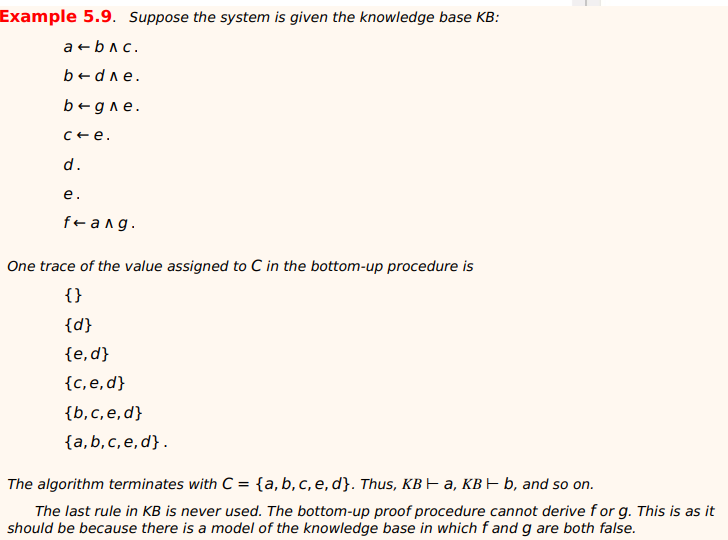 Example 5.9. Suppose the system is given the knowledge base KB:
a ← b ∧ c.
b ← d ∧ e.
b ← g ∧ e.
c ← e.
d.
e.
f ← a ∧ g.
One trace of the value assigned to C in the bottom-up procedure is
{}
{d}
{e,d}
{c,e,d}
{b,c,e,d}
{a,b,c,e,d}.
The algorithm terminates with C = {a,b,c,e,d}. Thus, KB ⊢ a, KB ⊢ b, and so on.
The last rule in KB is never used. The bottom-up proof procedure cannot derive f or g. This is as it
should be because there is a model of the knowledge base in which f and g are both false.